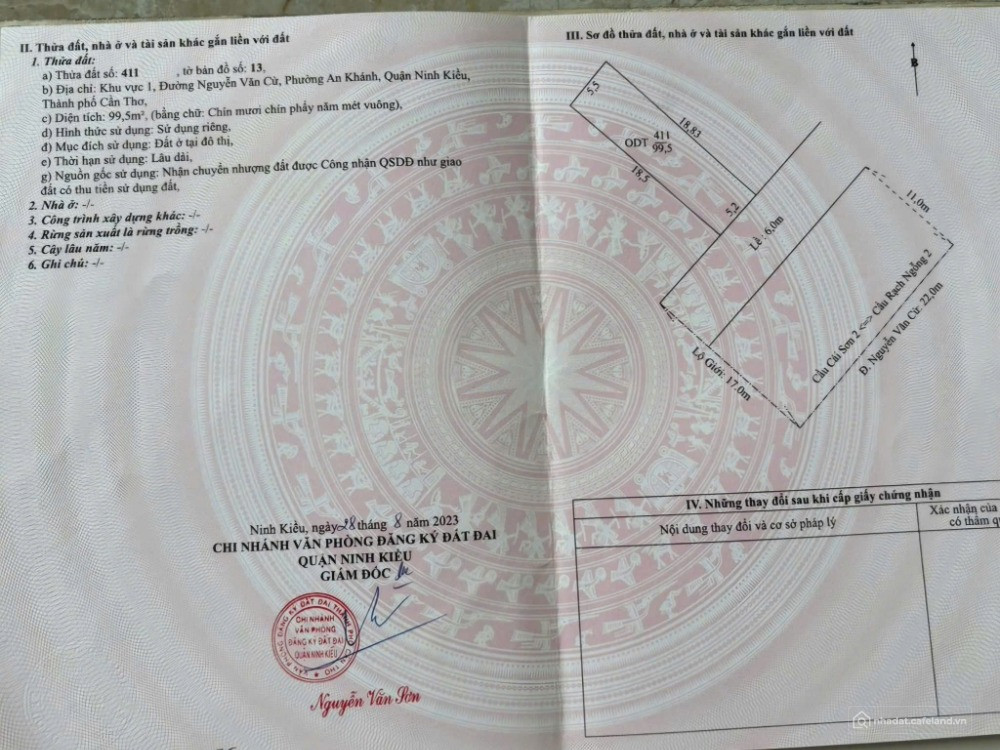 II. Thửa đất, nhà ở và tài sản khác gắn liền với đất
1. Thửa đất:
a) Thửa đất số: 411 , tờ bản đồ số: 13,
b) Địa chỉ: Khu vực 1, Đường Nguyễn Văn Cừ, Phường An Khánh, Quận Ninh Kiều,
Thành phố Cần Thơ,
c) Diện tích: 99,5m², (bằng chữ: Chín mươi chín phẩy năm mét vuông),
d) Hình thức sử dụng: Sử dụng riêng,
đ) Mục đích sử dụng: Đất ở tại đô thị,
e) Thời hạn sử dụng: Lâu dài,
g) Nguồn gốc sử dụng: Nhận chuyển nhượng đất được Công nhận QSDĐ như giao
đất có thu tiền sử dụng đất,
2. Nhà ở: -/-
3. Công trình xây dựng khác: -/-
4. Rừng sản xuất là rừng trồng: -/-
5. Cây lâu năm: -/-
6. Ghi chú: -/-
Ninh Kiều, ngày 28 tháng 8 năm 2023
CHI NHÁNH VĂN PHÒNG ĐĂNG KÝ ĐẤT ĐAI
QUẬN NINH KIỀU
GIÁM ĐỐC
VĂN PHÒNG ĐĂNG KÝ ĐẤT ĐAI THÀNH PHỐ CẦN THƠ
CHI NHÁNH
VĂN PHÒNG
ĐĂNG KÝ ĐẤT ĐAI
QUẬN NINH KIỀU
Nguyễn Văn Sơn
III. Sơ đồ thửa đất, nhà ở và tài sản khác gắn liền với đất
B
5,5
18,83
ODT 411
99,5
18,5
5,2
Lề: 6,0m
11,0m
Cầu Cái Sơn 2 <=> Cầu Rạch Ngỗng 2
Đ. Nguyễn Văn Cừ: 22,0m
Lộ Giới: 17,0m
IV. Những thay đổi sau khi cấp giấy chứng nhận
Nội dung thay đổi và cơ sở pháp lý
Xác nhận của
có thẩm q
nhadat.cafeland.vn